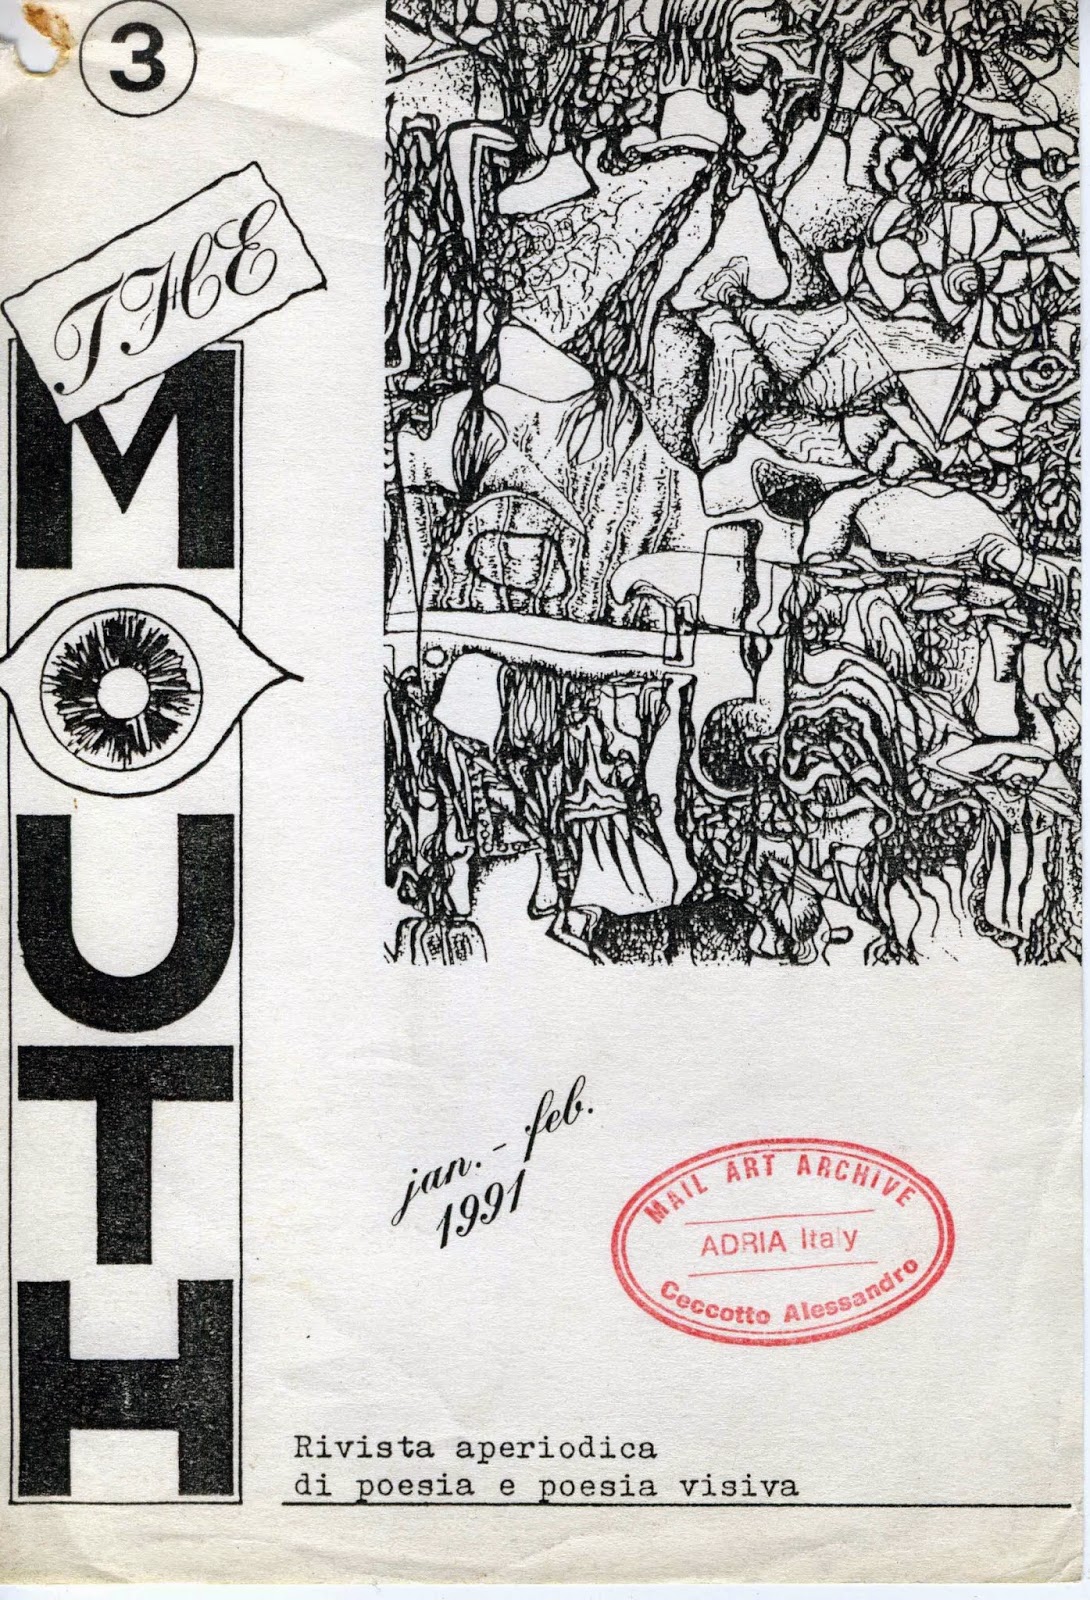 3
THE
MOUTH
jan. - feb.
1991
MAIL ART ARCHIVE
ADRIA Italy
Ceccotto Alessandro
Rivista aperiodica
di poesia e poesia visiva